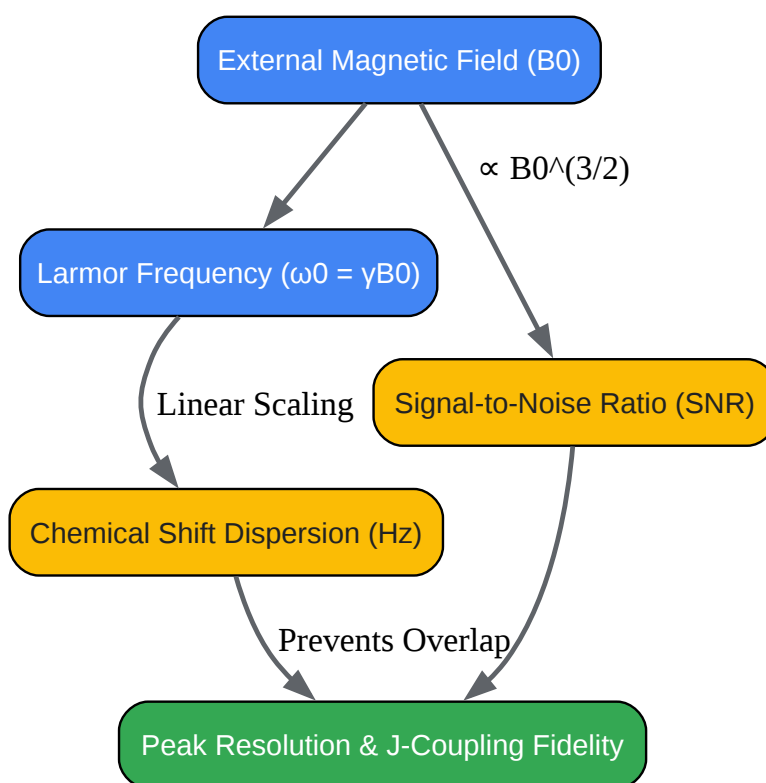 External Magnetic Field (B0)
∝ B0^(3/2)
Larmor Frequency (ω0 = γB0)
Linear Scaling
Signal-to-Noise Ratio (SNR)
Chemical Shift Dispersion (Hz)
Prevents Overlap
Peak Resolution & J-Coupling Fidelity